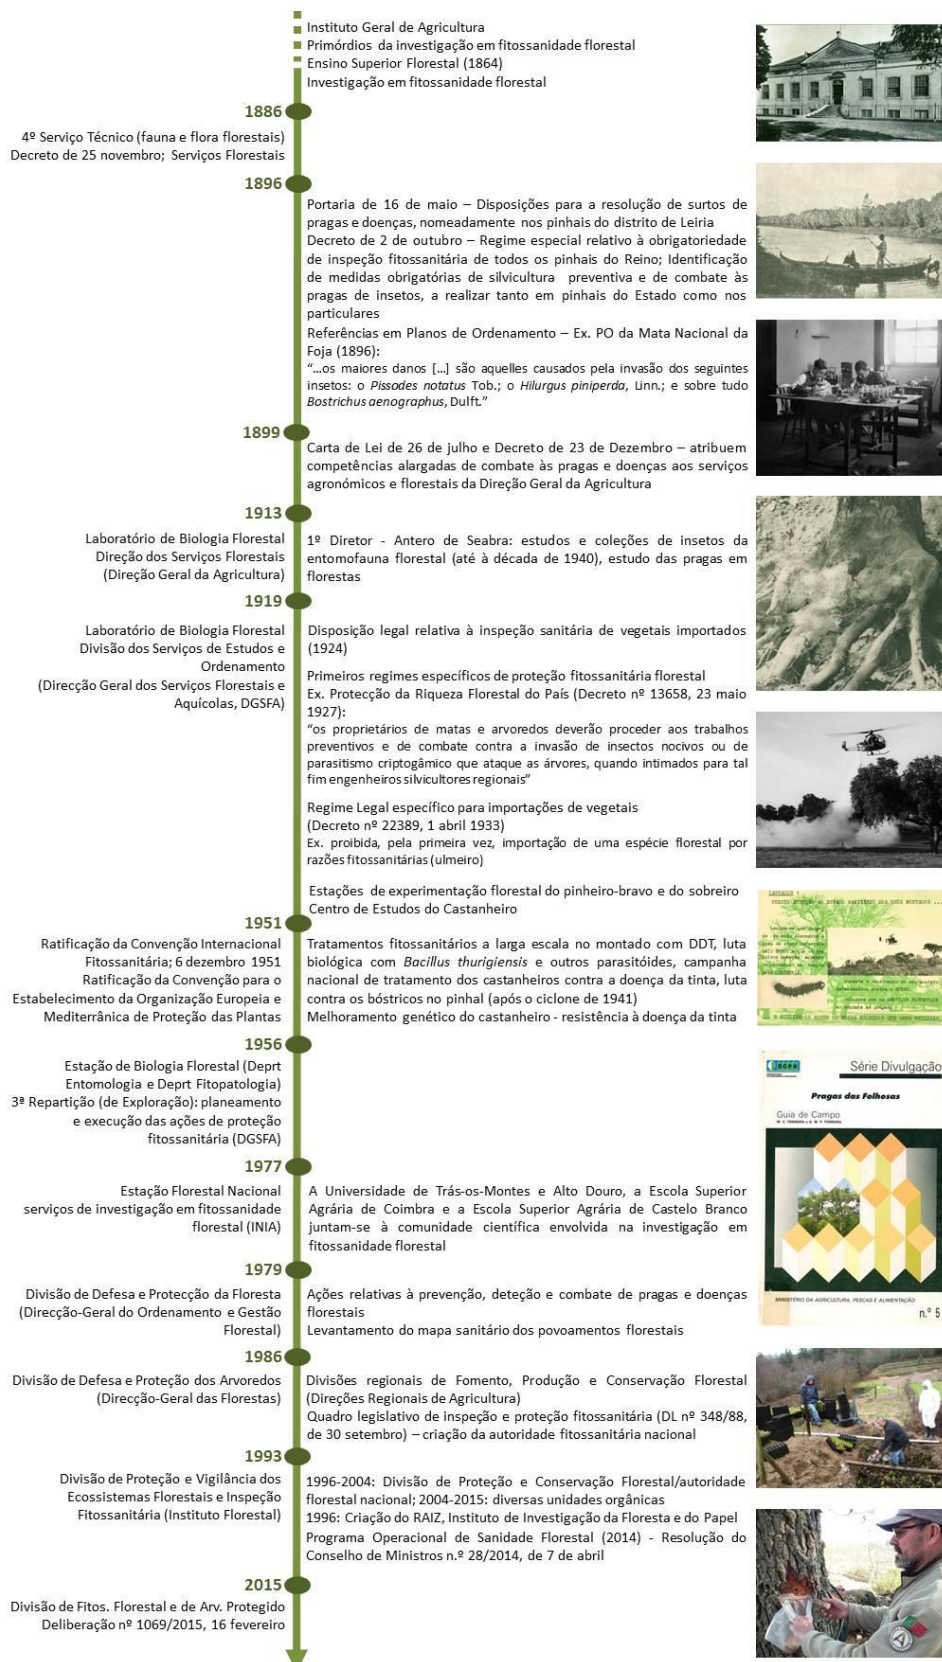 Instituto Geral de Agricultura
Primórdios da investigação em fitossanidade florestal
Ensino Superior Florestal (1864)
Investigação em fitossanidade florestal
1886
4º Serviço Técnico (fauna e flora florestais)
Decreto de 25 novembro; Serviços Florestais
1896
Portaria de 16 de maio – Disposições para a resolução de surtos de
pragas e doenças, nomeadamente nos pinhais do distrito de Leiria
Decreto de 2 de outubro – Regime especial relativo à obrigatoriedade
de inspeção fitossanitária de todos os pinhais do Reino; Identificação
de medidas obrigatórias de silvicultura preventiva e de combate às
pragas de insetos, a realizar tanto em pinhais do Estado como nos
particulares
Referências em Planos de Ordenamento – Ex. PO da Mata Nacional da
Foja (1896):
“...os maiores danos [...] são aquelles causados pela invasão dos seguintes
insetos: o Pissodes notatus Tob.; o Hilurgus piniperda, Linn.; e sobre tudo
Bostrichus aenographus, Dulft.”
1899
Carta de Lei de 26 de julho e Decreto de 23 de Dezembro – atribuem
competências alargadas de combate às pragas e doenças aos serviços
agronómicos e florestais da Direção Geral da Agricultura
1913
Laboratório de Biologia Florestal
Direção dos Serviços Florestais
(Direção Geral da Agricultura)
1º Diretor - Antero de Seabra: estudos e coleções de insetos da
entomofauna florestal (até à década de 1940), estudo das pragas em
florestas
1919
Laboratório de Biologia Florestal
Divisão dos Serviços de Estudos e
Ordenamento
(Direcção Geral dos Serviços Florestais e
Aquícolas, DGSFA)
Disposição legal relativa à inspeção sanitária de vegetais importados
(1924)
Primeiros regimes específicos de proteção fitossanitária florestal
Ex. Protecção da Riqueza Florestal do País (Decreto nº 13658, 23 maio
1927):
“os proprietários de matas e arvoredos deverão proceder aos trabalhos
preventivos e de combate contra a invasão de insectos nocivos ou de
parasitismo criptogâmico que ataque as árvores, quando intimados para tal
fim engenheiros silvicultores regionais”
Regime Legal específico para importações de vegetais
(Decreto nº 22389, 1 abril 1933)
Ex. proibida, pela primeira vez, importação de uma espécie florestal por
razões fitossanitárias (ulmeiro)
Estações de experimentação florestal do pinheiro-bravo e do sobreiro
Centro de Estudos do Castanheiro
1951
Ratificação da Convenção Internacional
Fitossanitária; 6 dezembro 1951
Ratificação da Convenção para o
Estabelecimento da Organização Europeia e
Mediterrânica de Proteção das Plantas
Tratamentos fitossanitários a larga escala no montado com DDT, luta
biológica com Bacillus thurigiensis e outros parasitóides, campanha
nacional de tratamento dos castanheiros contra a doença da tinta, luta
contra os bóstricos no pinhal (após o ciclone de 1941)
Melhoramento genético do castanheiro - resistência à doença da tinta
1956
Estação de Biologia Florestal (Deprt
Entomologia e Deprt Fitopatologia)
3ª Repartição (de Exploração): planeamento
e execução das ações de proteção
fitossanitária (DGSFA)
Série Divulgação
Pragas das Folhosas
Guia de Campo
1977
Estação Florestal Nacional
serviços de investigação em fitossanidade
florestal (INIA)
A Universidade de Trás-os-Montes e Alto Douro, a Escola Superior
Agrária de Coimbra e a Escola Superior Agrária de Castelo Branco
juntam-se à comunidade científica envolvida na investigação em
fitossanidade florestal
1979
Divisão de Defesa e Protecção da Floresta
(Direcção-Geral do Ordenamento e Gestão
Florestal)
Ações relativas à prevenção, deteção e combate de pragas e doenças
florestais
Levantamento do mapa sanitário dos povoamentos florestais
MINISTÉRIO DA AGRICULTURA, PESCAS E ALIMENTAÇÃO
n.º 5
1986
Divisão de Defesa e Proteção dos Arvoredos
(Direcção-Geral das Florestas)
Divisões regionais de Fomento, Produção e Conservação Florestal
(Direções Regionais de Agricultura)
Quadro legislativo de inspeção e proteção fitossanitária (DL nº 348/88,
de 30 setembro) – criação da autoridade fitossanitária nacional
1993
Divisão de Proteção e Vigilância dos
Ecossistemas Florestais e Inspeção
Fitossanitária (Instituto Florestal)
1996-2004: Divisão de Proteção e Conservação Florestal/autoridade
florestal nacional; 2004-2015: diversas unidades orgânicas
1996: Criação do RAIZ, Instituto de Investigação da Floresta e do Papel
Programa Operacional de Sanidade Florestal (2014) - Resolução do
Conselho de Ministros n.º 28/2014, de 7 de abril
2015
Divisão de Fitos. Florestal e de Arv. Protegido
Deliberação nº 1069/2015, 16 fevereiro